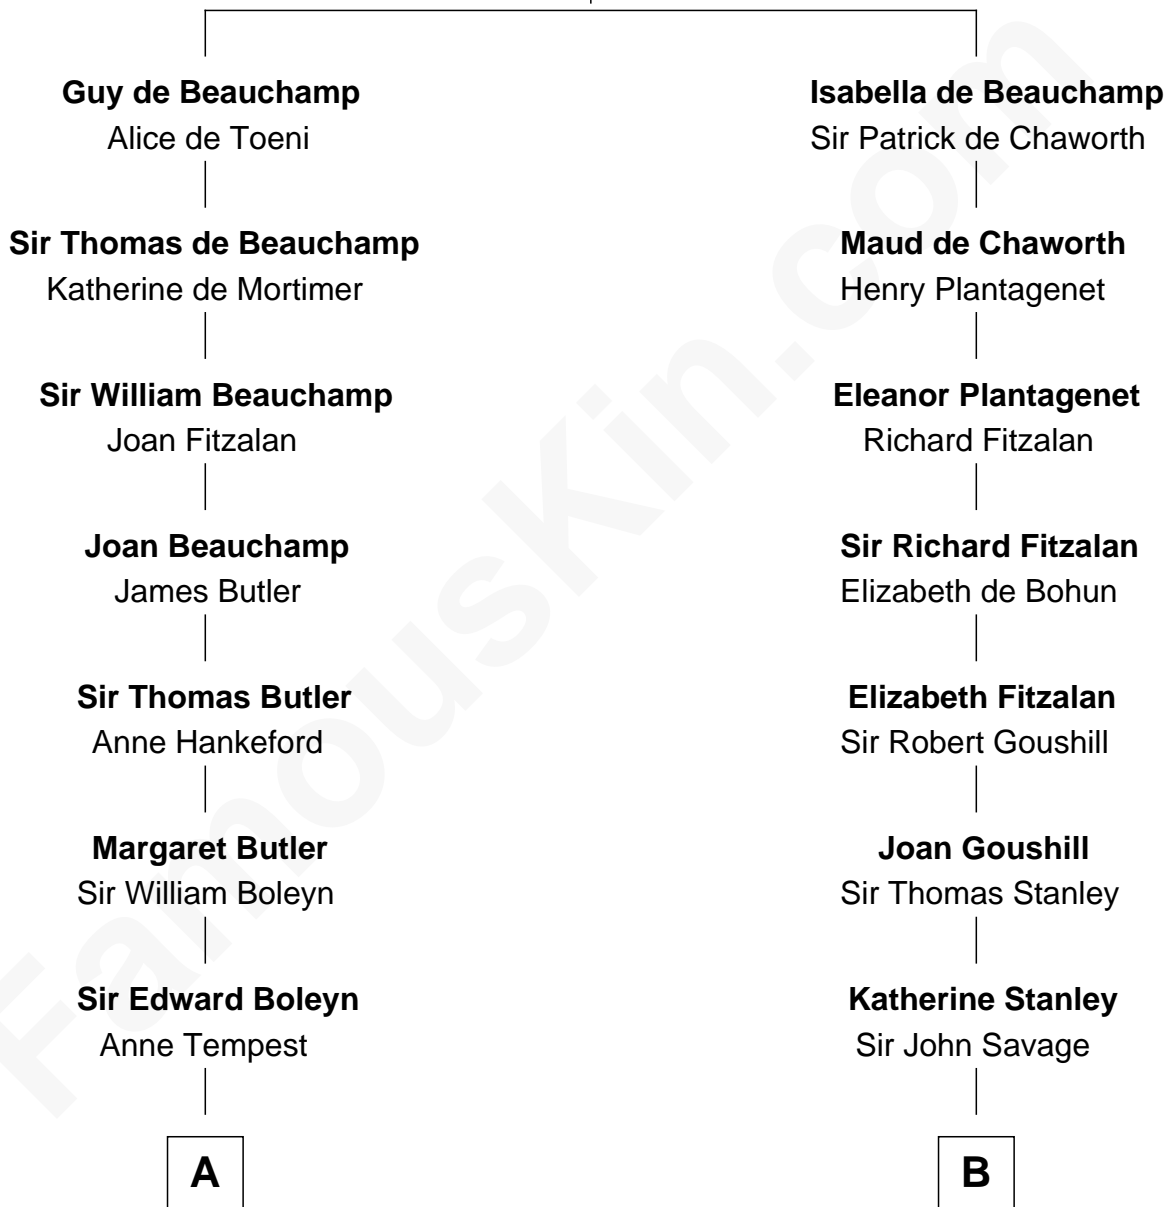 Guy de Beauchamp
Alice de Toeni
Sir Thomas de Beauchamp
Katherine de Mortimer
Sir William Beauchamp
Joan Fitzalan
Joan Beauchamp
James Butler
Sir Thomas Butler
Anne Hankeford
Margaret Butler
Sir William Boleyn
Sir Edward Boleyn
Anne Tempest
A
Isabella de Beauchamp
Sir Patrick de Chaworth
Maud de Chaworth
Henry Plantagenet
Eleanor Plantagenet
Richard Fitzalan
Sir Richard Fitzalan
Elizabeth de Bohun
Elizabeth Fitzalan
Sir Robert Goushill
Joan Goushill
Sir Thomas Stanley
Katherine Stanley
Sir John Savage
B
FamousKin.com